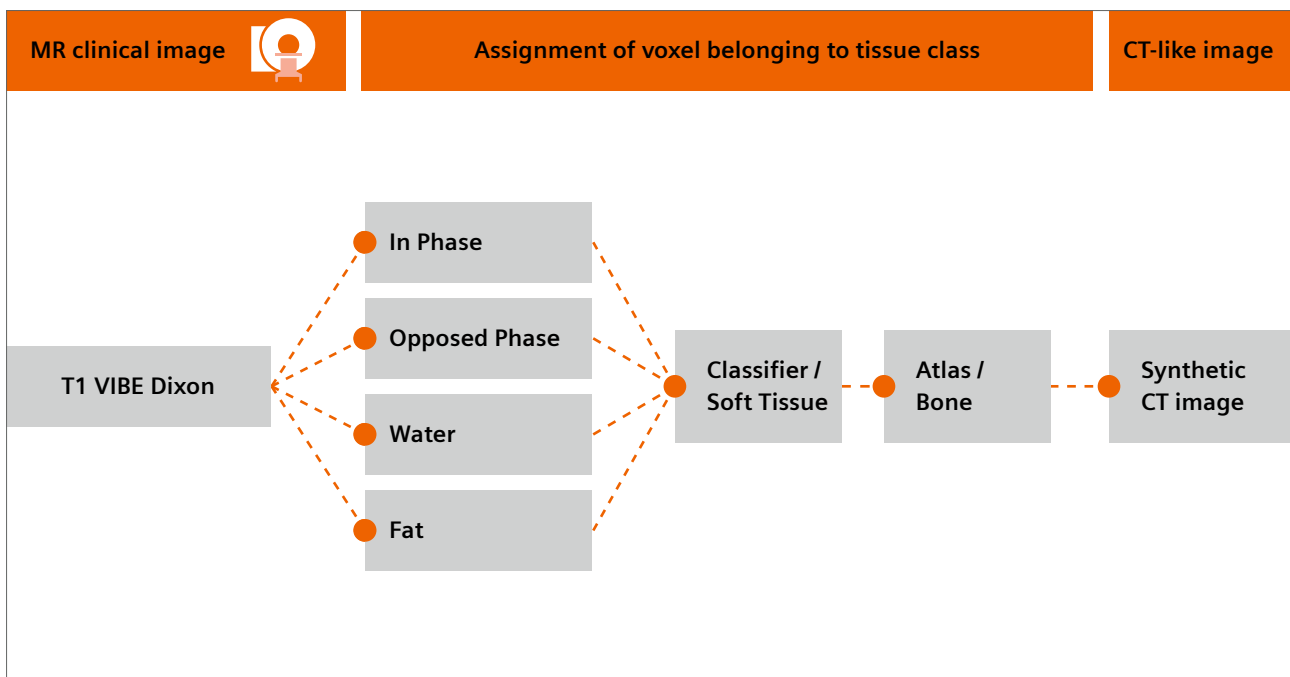 MR clinical image
Assignment of voxel belonging to tissue class
CT-like image
T1 VIBE Dixon
In Phase
Opposed Phase
Water
Fat
Classifier /
Soft Tissue
Atlas /
Bone
Synthetic
CT image